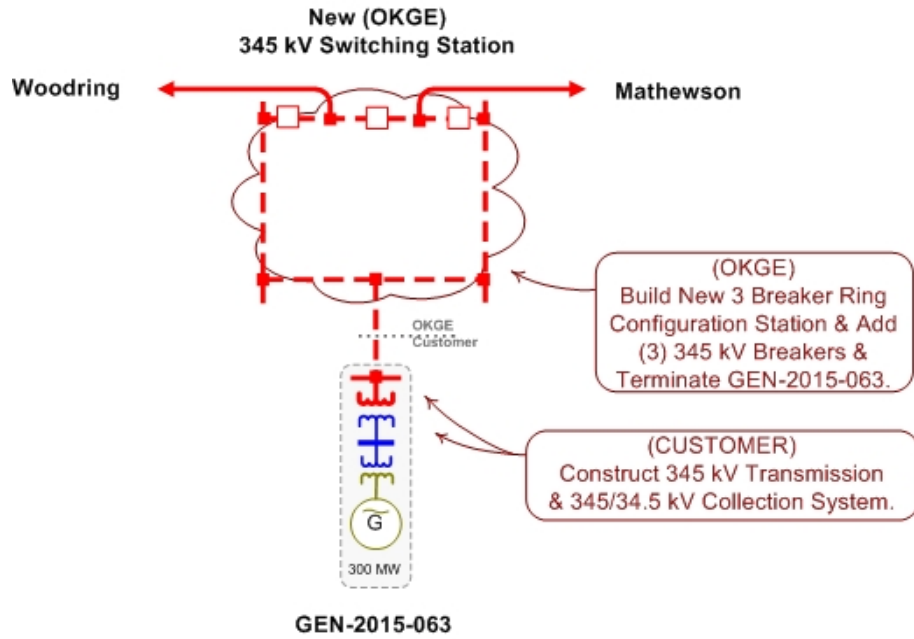 New (OKGE)
345 kV Switching Station
Woodring
Mathewson
(OKGE)
Build New 3 Breaker Ring
Configuration Station & Add
(3) 345 kV Breakers &
Terminate GEN-2015-063.
OKGE
Customer
(CUSTOMER)
Construct 345 kV Transmission
& 345/34.5 kV Collection System.
G
300 MW
GEN-2015-063